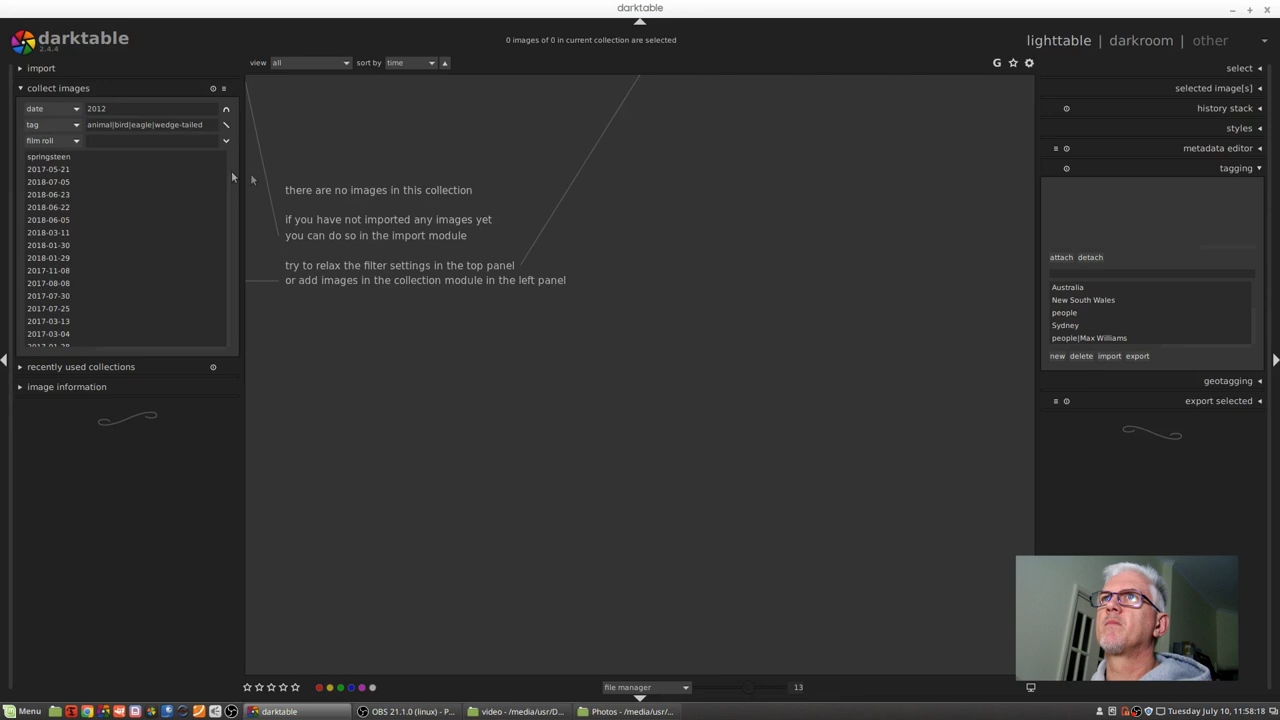 darktable
darktable
2.4.4
0 images of 0 in current collection are selected
lighttable | darkroom | other
import
view all sort by time
G
select
collect images
selected image[s]
date 2012
history stack
tag animal|bird|eagle|wedge-tailed
styles
film roll
metadata editor
springsteen
2017-05-21
2018-07-05
2018-06-23
2018-06-22
2018-06-05
2018-03-11
2018-01-30
2018-01-29
2017-11-08
2017-08-08
2017-07-30
2017-07-25
2017-03-13
2017-03-04
2017-01-28
there are no images in this collection
if you have not imported any images yet
you can do so in the import module
try to relax the filter settings in the top panel
or add images in the collection module in the left panel
tagging
attach detach
Australia
New South Wales
people
Sydney
people|Max Williams
new delete import export
recently used collections
image information
geotagging
export selected
file manager 13
Menu
darktable
OBS 21.1.0 (linux) - P...
video - /media/usr/D...
Photos - /media/usr/...
Tuesday July 10, 11:58:18